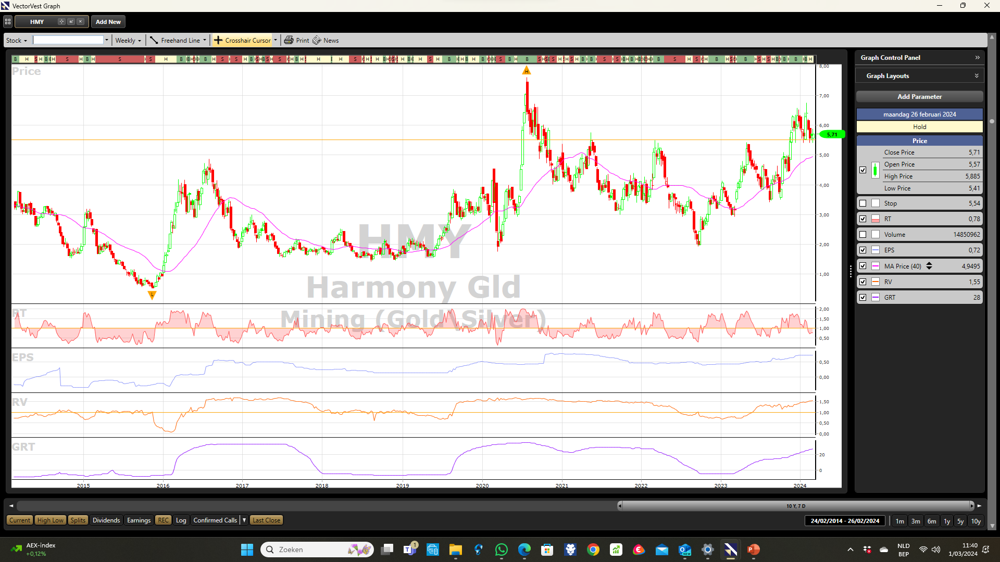 VectorVest Graph
HMY
Add New
Stock
Weekly
Freehand Line
Crosshair Cursor
Print
News
Price
8,00
7,00
6,00
5,71
5,00
4,00
3,00
2,00
1,00
H
L
HMY
Harmony Gld
Mining (Gold\Silver)
RT
2,00
1,50
1,00
0,50
EPS
0,50
0,00
RV
1,50
1,00
0,50
0,00
GRT
20
0
2015 2016 2017 2018 2019 2020 2021 2022 2023 2024
Graph Control Panel
Graph Layouts
Add Parameter
maandag 26 februari 2024
Hold
Price
Close Price 5,71
Open Price 5,57
High Price 5,885
Low Price 5,41
Stop 5,54
RT 0,78
Volume 14850962
EPS 0,72
MA Price (40) 4,9495
RV 1,55
GRT 28
10 Y, 7 D
Current High Low Splits Dividends Earnings REC Log Confirmed Calls Last Close
24/02/2014 - 26/02/2024 1m 3m 6m 1y 5y 10y
AEX-index
+0,12%
Zoeken
1
NLD
BEP
11:40
1/03/2024